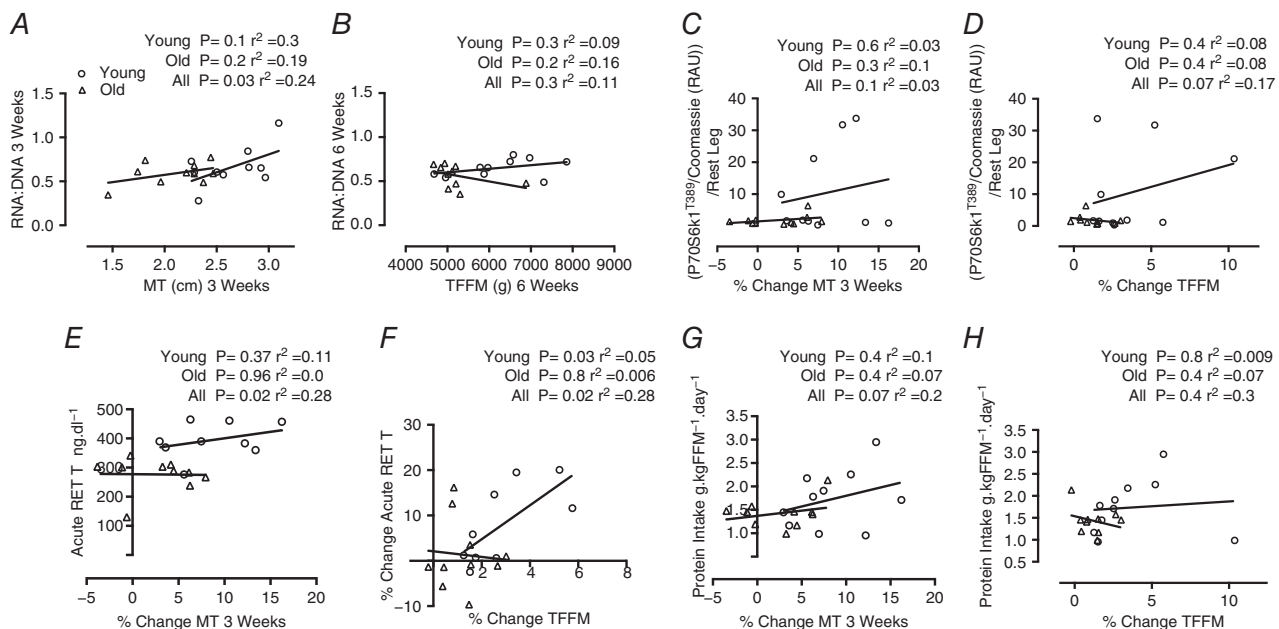 A
Young P= 0.1 r² =0.3
Old P= 0.2 r² =0.19
All P= 0.03 r² =0.24
Young
Old
RNA:DNA 3 Weeks
1.5
1.0
0.5
0.0
1.5 2.0 2.5 3.0
MT (cm) 3 Weeks
B
Young P= 0.3 r² =0.09
Old P= 0.2 r² =0.16
All P= 0.3 r² =0.11
RNA:DNA 6 Weeks
1.5
1.0
0.5
0.0
4000 5000 6000 7000 8000 9000
TFFM (g) 6 Weeks
C
Young P= 0.6 r² =0.03
Old P= 0.3 r² =0.1
All P= 0.1 r² =0.03
(P70S6k1ᵀ³⁸⁹/Coomassie (RAU))
/Rest Leg
40
30
20
10
0
−5 0 5 10 15 20
% Change MT 3 Weeks
D
Young P= 0.4 r² =0.08
Old P= 0.4 r² =0.08
All P= 0.07 r² =0.17
(P70S6k1ᵀ³⁸⁹/Coomassie (RAU))
/Rest Leg
40
30
20
10
0
0 5 10
% Change TFFM
E
Young P= 0.37 r² =0.11
Old P= 0.96 r² =0.0
All P= 0.02 r² =0.28
Acute RET T ng.dl⁻¹
500
400
300
200
100
−5 0 5 10 15 20
% Change MT 3 Weeks
F
Young P= 0.03 r² =0.05
Old P= 0.8 r² =0.006
All P= 0.02 r² =0.28
% Change Acute RET T
30
20
10
0
−10
2 4 6 8
% Change TFFM
G
Young P= 0.4 r² =0.1
Old P= 0.4 r² =0.07
All P= 0.07 r² =0.2
Protein Intake g.kgFFM⁻¹.day⁻¹
3.5
3.0
2.5
2.0
1.5
1.0
−5 0 5 10 15 20
% Change MT 3 Weeks
H
Young P= 0.8 r² =0.009
Old P= 0.4 r² =0.07
All P= 0.4 r² =0.3
Protein Intake g.kgFFM⁻¹.day⁻¹
3.5
3.0
2.5
2.0
1.5
1.0
0 5 10
% Change TFFM